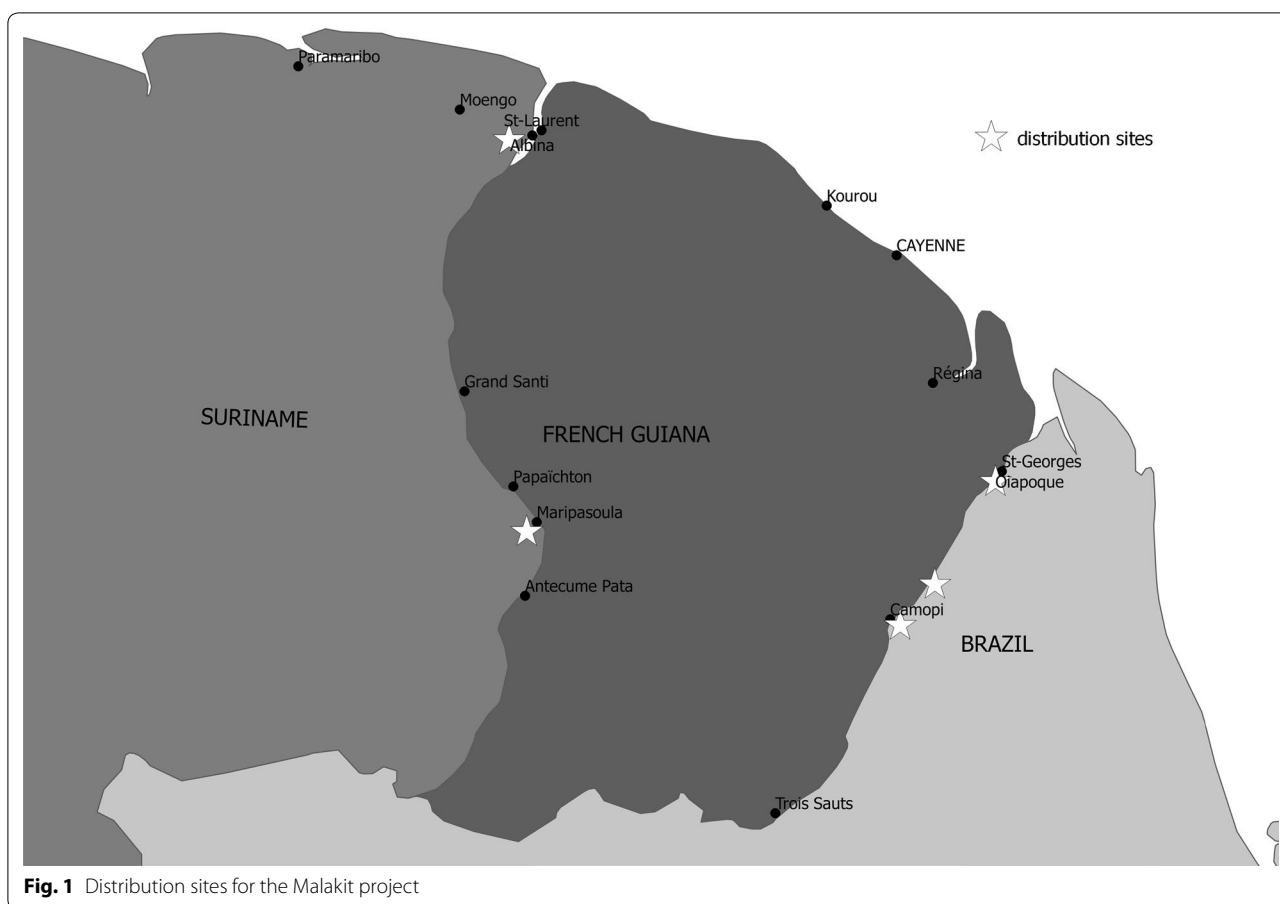 Paramaribo
Moengo
St-Laurent
Albina
distribution sites
Kourou
CAYENNE
Régina
Grand Santi
SURINAME
FRENCH GUIANA
St-Georges
Oïapoque
Papaïchton
Maripasoula
Antecume Pata
Camopi
BRAZIL
Trois Sauts
Fig. 1 Distribution sites for the Malakit project